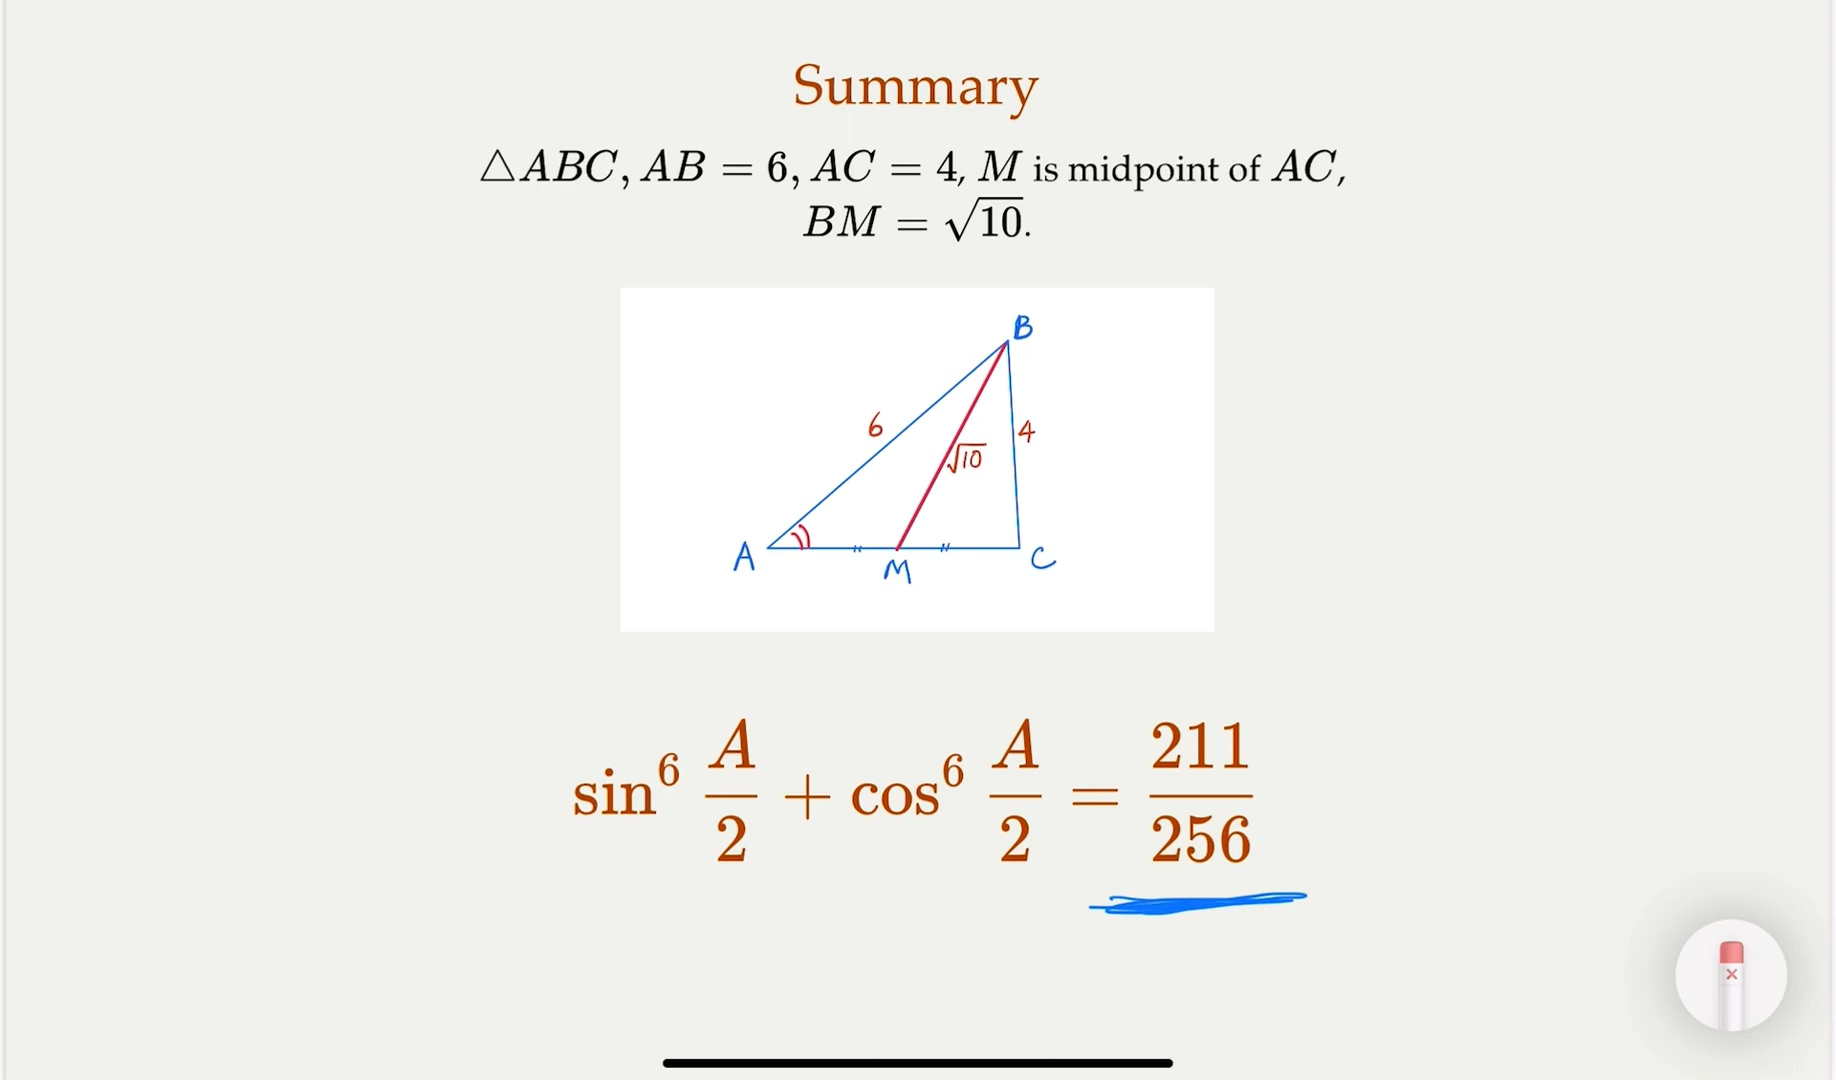 Summary
△ABC, AB = 6, AC = 4, M is midpoint of AC,
BM = √10.
B
6
4
√10
A
M
C
sin⁶ A/2 + cos⁶ A/2 = 211/256